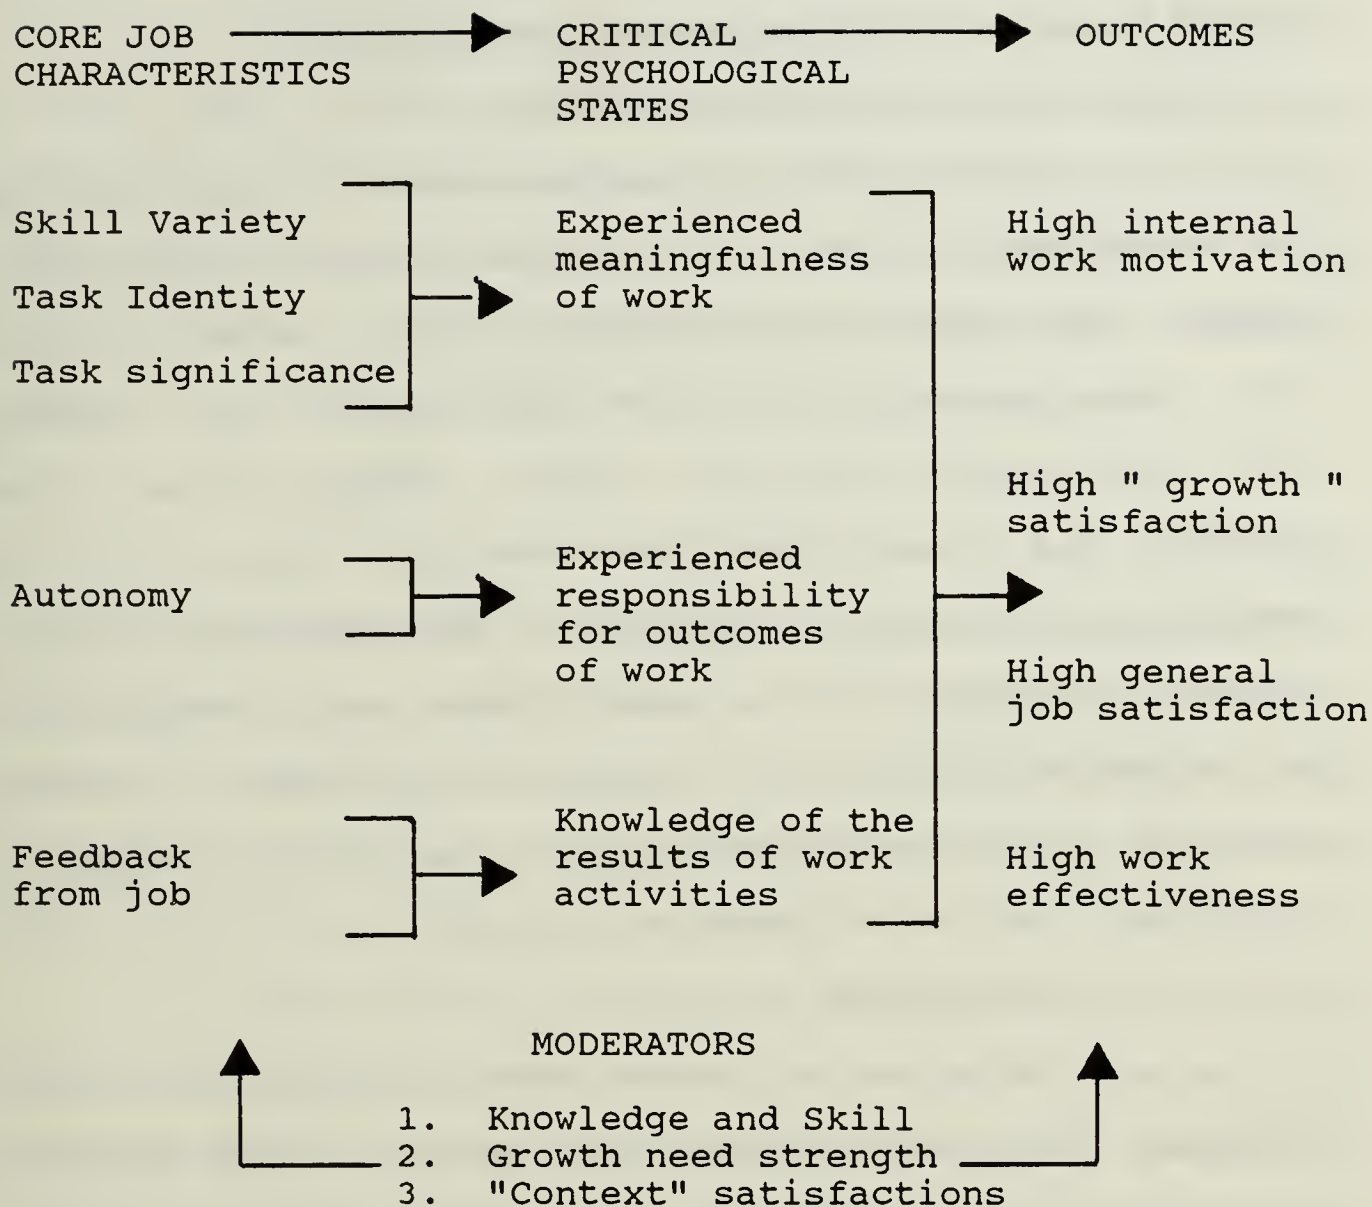 CORE JOB CHARACTERISTICS
CRITICAL PSYCHOLOGICAL STATES
OUTCOMES
Skill Variety
Task Identity
Task significance
Experienced
meaningfulness
of work
High internal
work motivation
High " growth "
satisfaction
Autonomy
Experienced
responsibility
for outcomes
of work
High general
job satisfaction
Feedback
from job
Knowledge of the
results of work
activities
High work
effectiveness
MODERATORS
1. Knowledge and Skill
2. Growth need strength
3. "Context" satisfactions